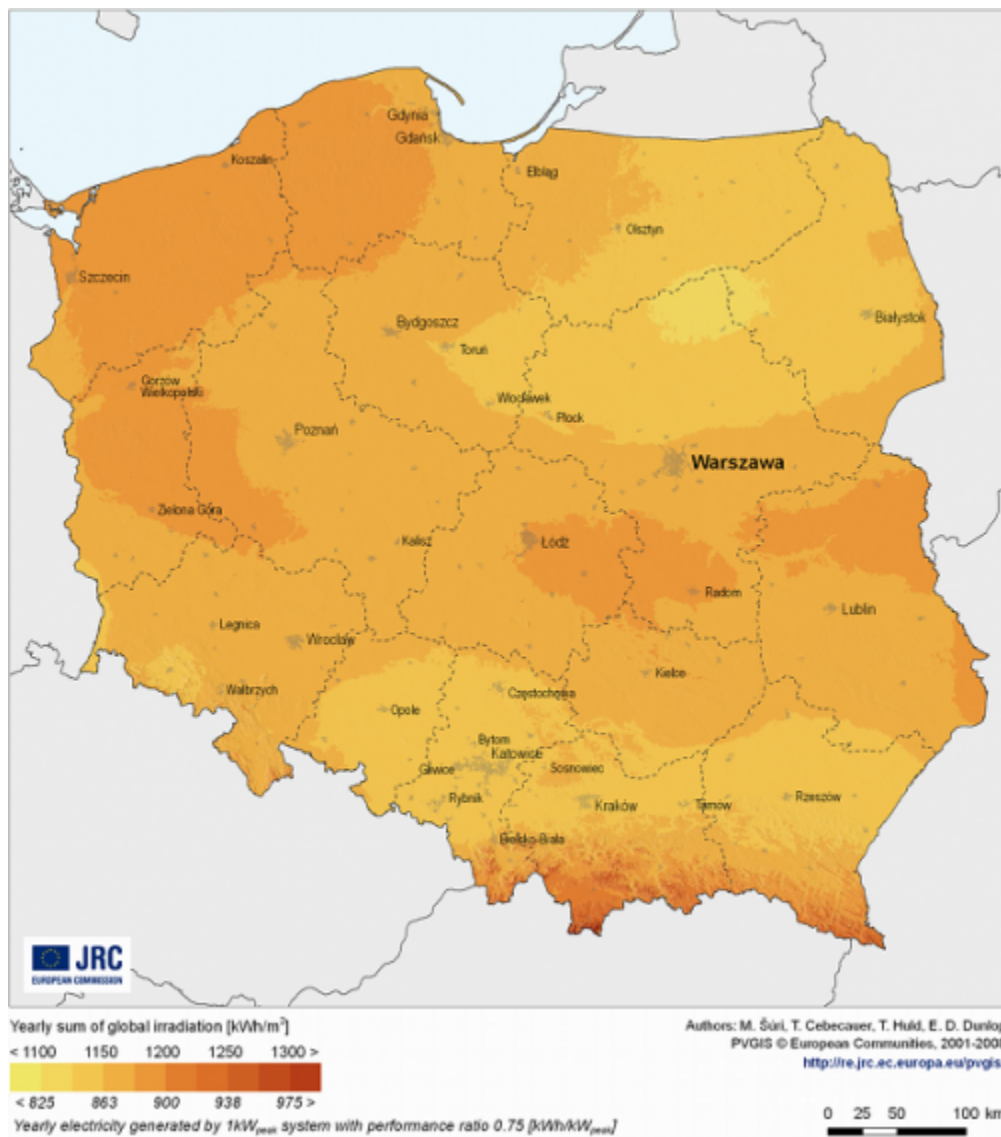 Gdynia
Gdańsk
Koszalin
Elbląg
Olsztyn
Szczecin
Białystok
Bydgoszcz
Toruń
Gorzów
Wielkopolski
Włocławek
Płock
Poznań
Warszawa
Zielona Góra
Kalisz
Łódź
Radom
Lublin
Legnica
Wrocław
Kielce
Wałbrzych
Częstochowa
Opole
Bytom
Katowice
Gliwice
Sosnowiec
Rybnik
Kraków
Tarnów
Rzeszów
Bielsko-Biała
JRC
EUROPEAN COMMISSION
Yearly sum of global irradiation [kWh/m²]
< 1100 1150 1200 1250 1300 >
< 825 863 900 938 975 >
Yearly electricity generated by 1kWpeak system with performance ratio 0.75 [kWh/kWpeak]
Authors: M. Šúri, T. Cebecauer, T. Huld, E. D. Dunlop
PVGIS © European Communities, 2001-2008
http://re.jrc.ec.europa.eu/pvgis/
0 25 50 100 km